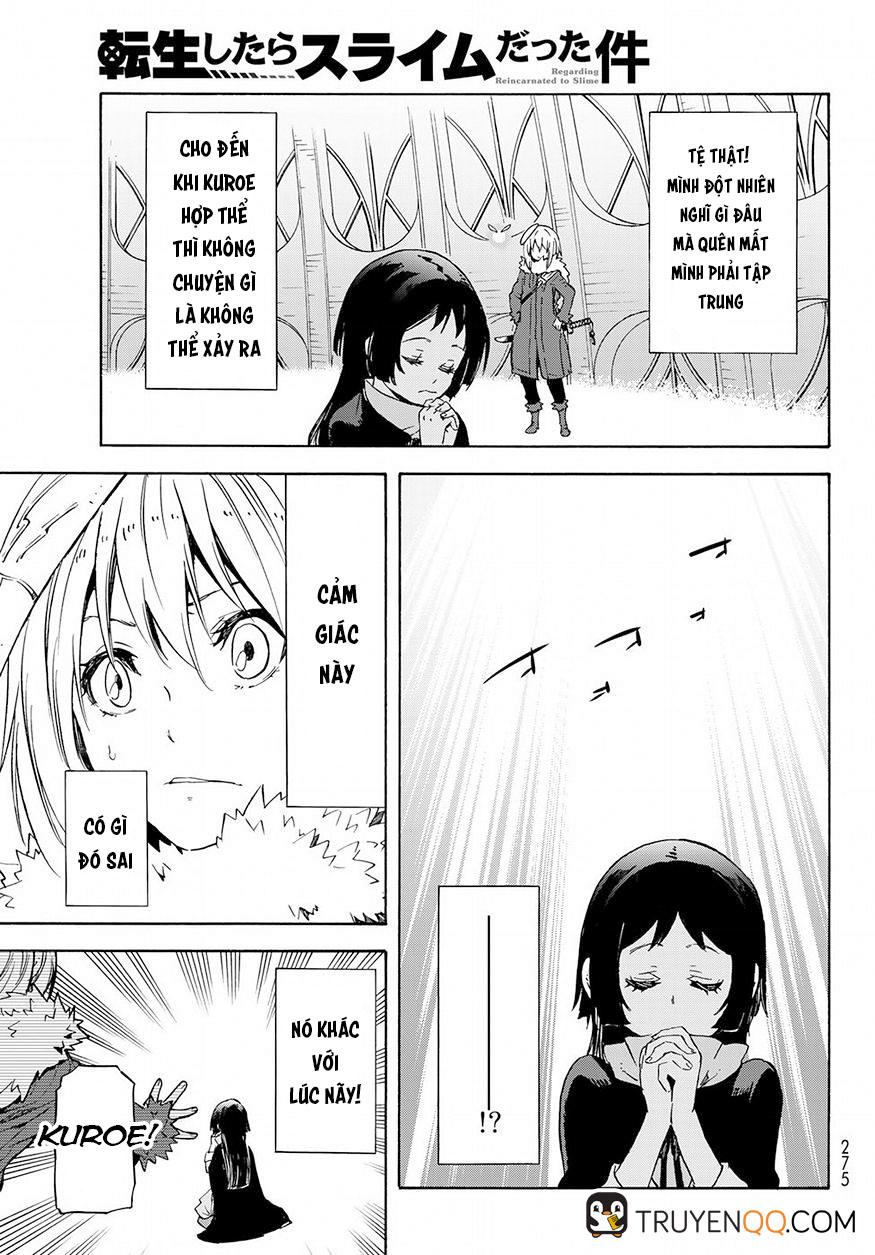 転生したらスライムだった件
Regarding
Reincarnated to Slime
TỆ THẬT!
MÌNH ĐỘT NHIÊN
NGHĨ GÌ ĐÂU
MÀ QUÊN MẤT
MÌNH PHẢI TẬP
TRUNG
CHO ĐẾN
KHI KUROE
HỢP THỂ
THÌ KHÔNG
CHUYỆN GÌ
LÀ KHÔNG
THỂ XẢY RA
!?
CẢM
GIÁC
NÀY
CÓ GÌ
ĐÓ SAI
NÓ KHÁC
VỚI
LÚC NÃY!
KUROE!
275
TRUYENQQ.COM